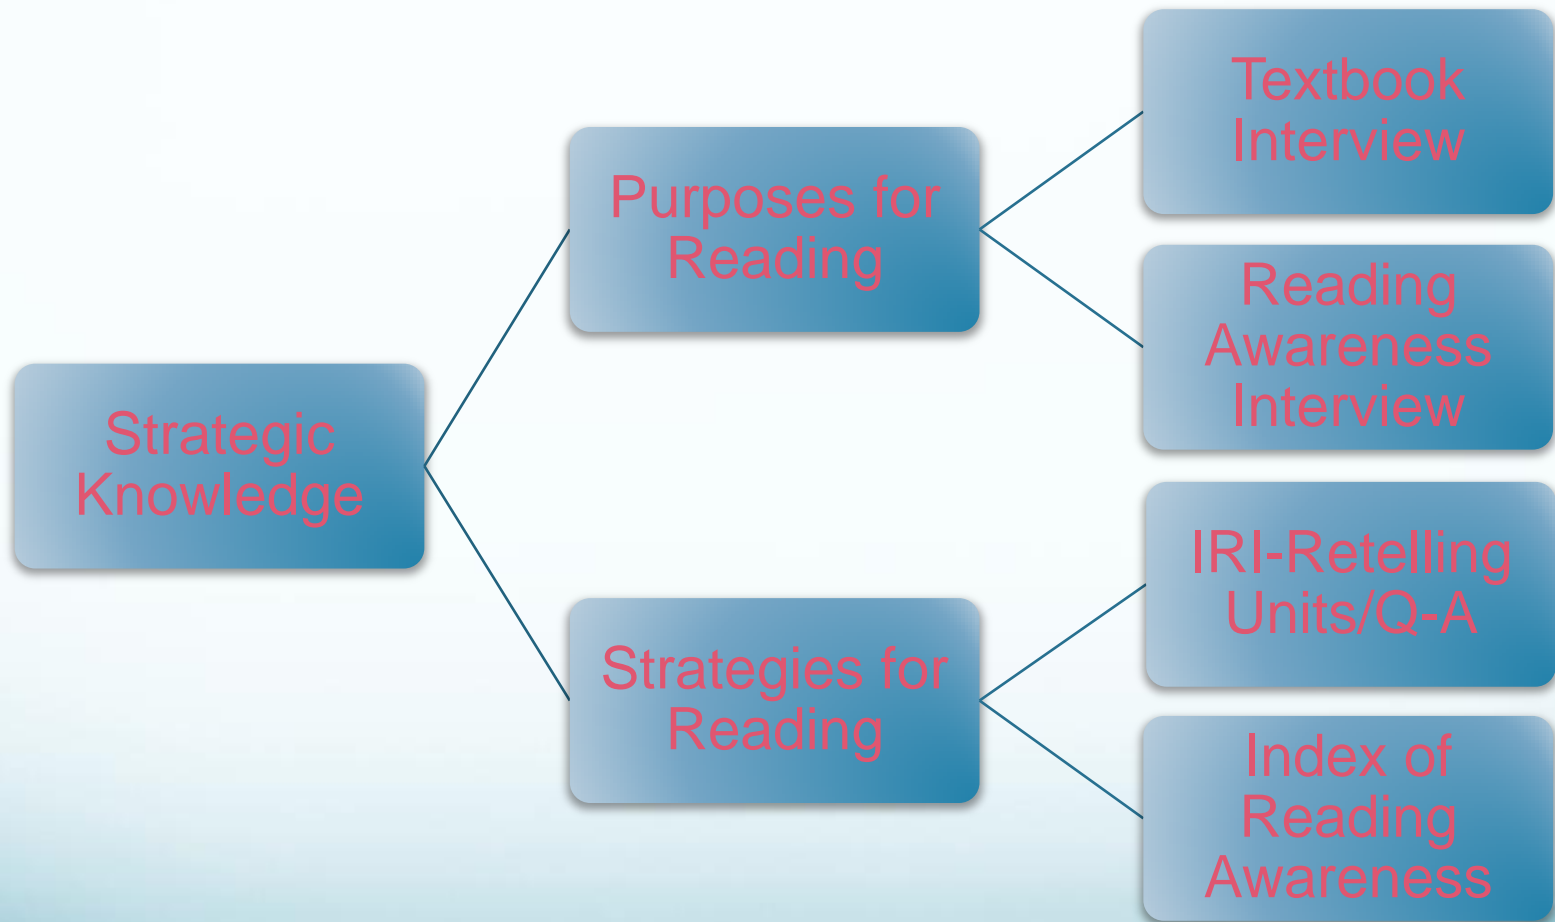 Strategic
Knowledge
Purposes for
Reading
Textbook
Interview
Reading
Awareness
Interview
Strategies for
Reading
IRI-Retelling
Units/Q-A
Index of
Reading
Awareness